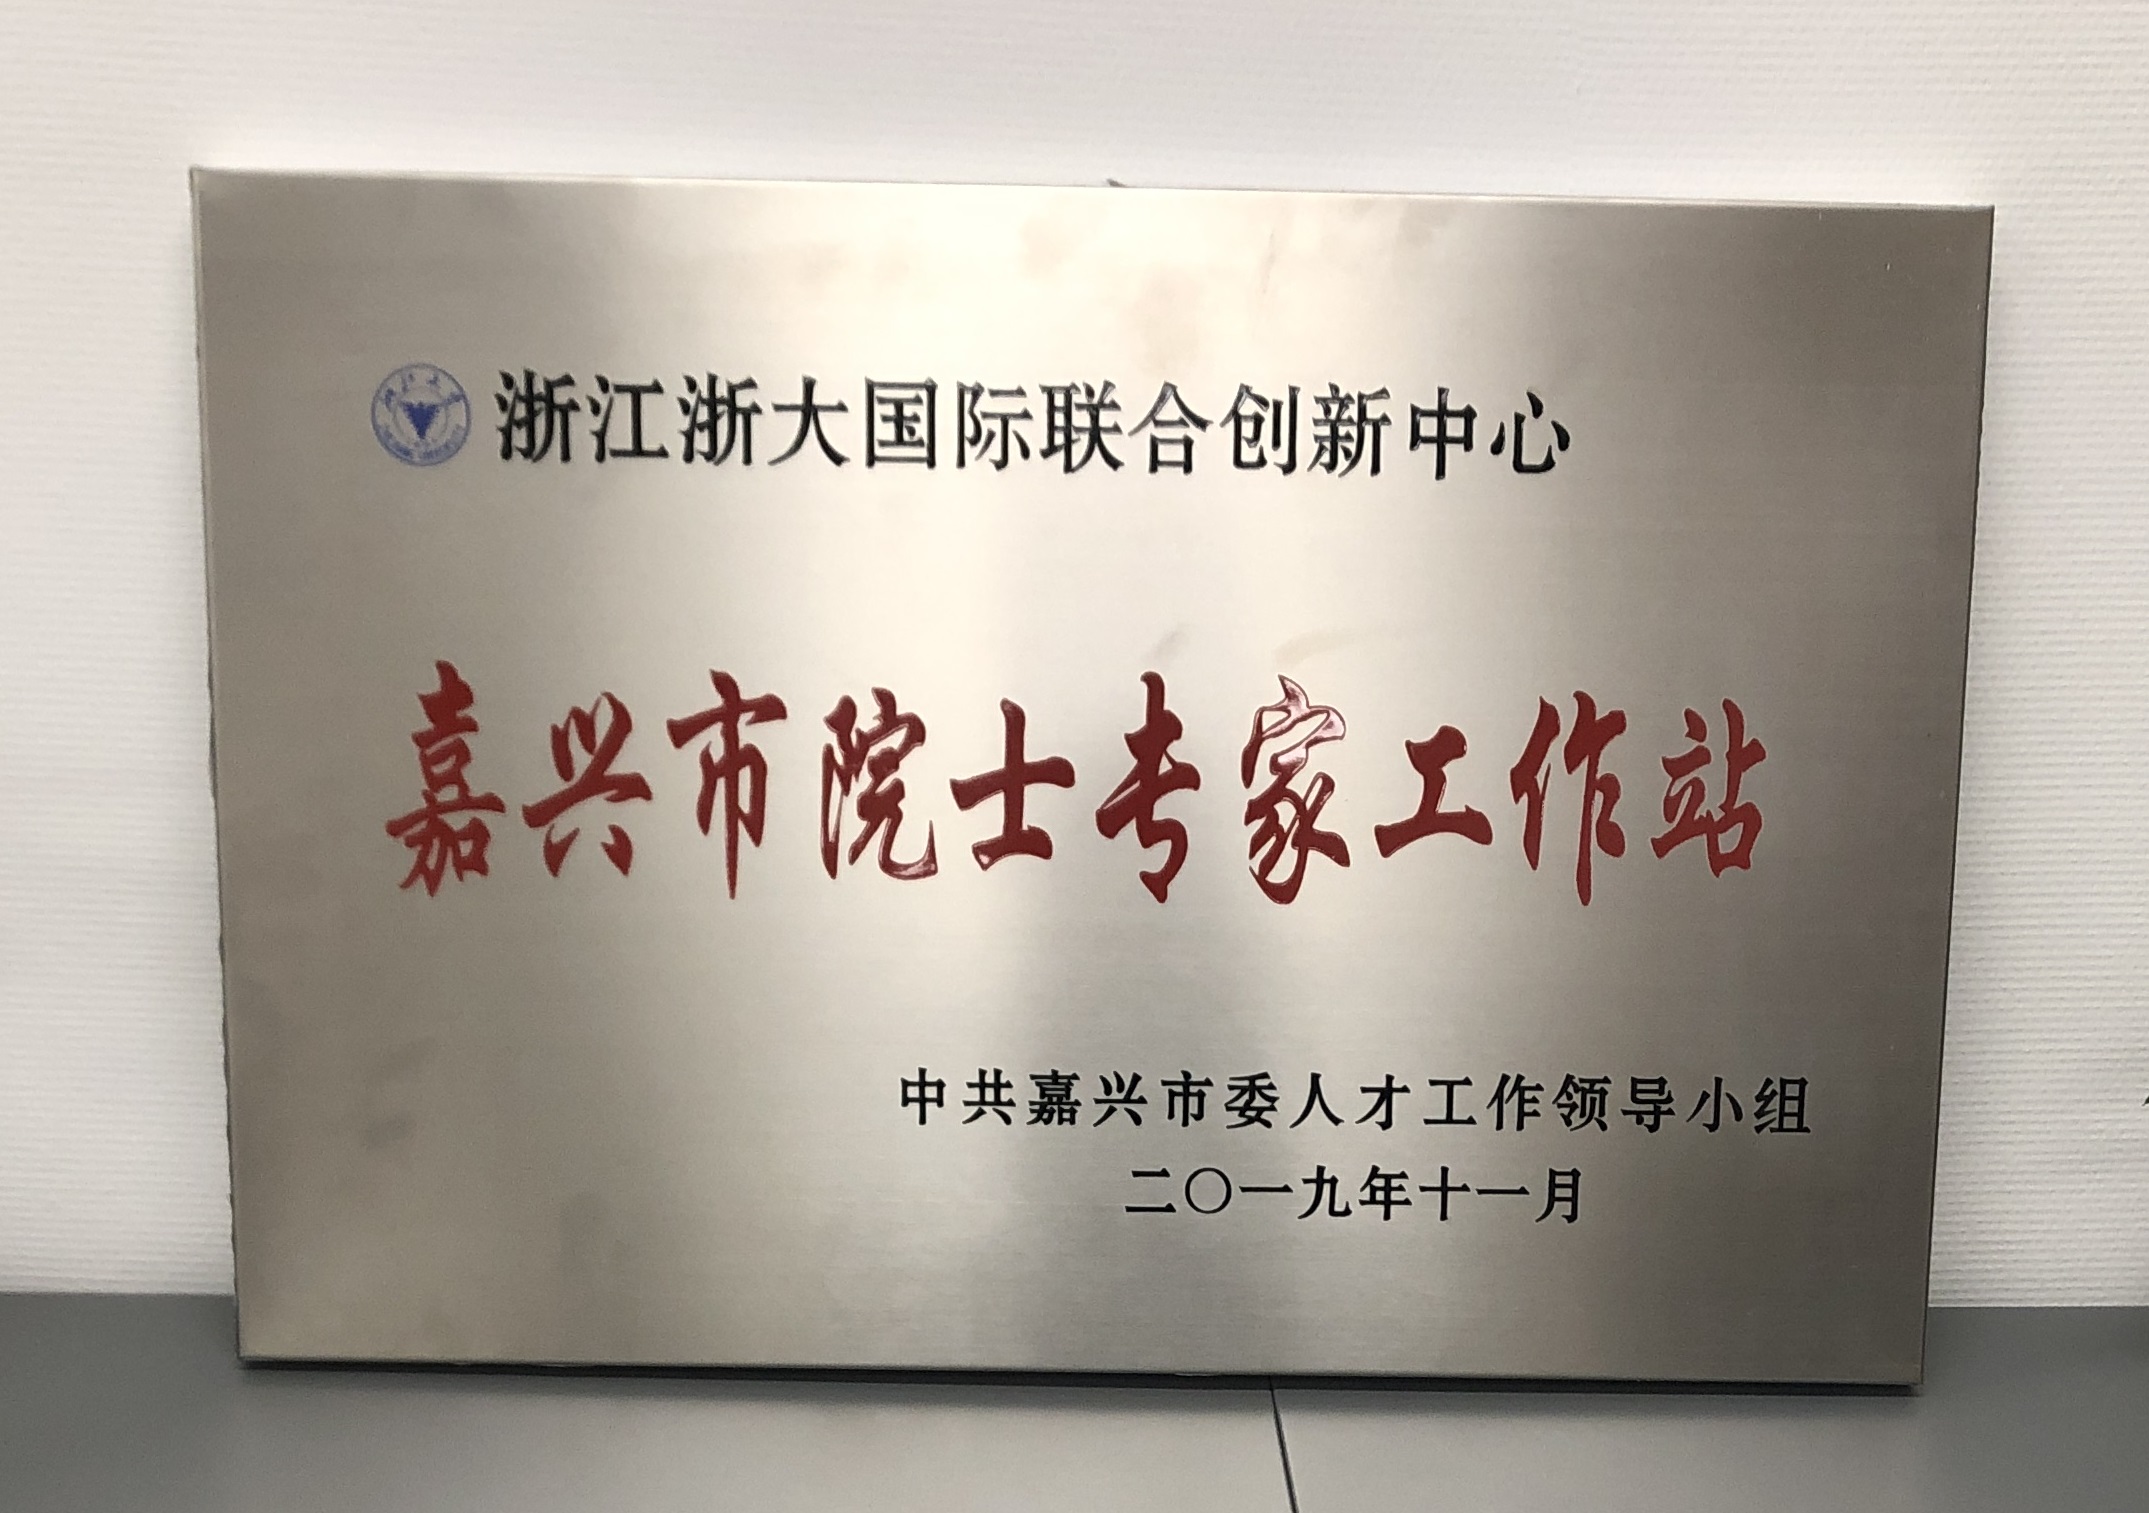 浙江浙大国际联合创新中心
嘉兴市院士专家工作站
中共嘉兴市委人才工作领导小组
二〇一九年十一月